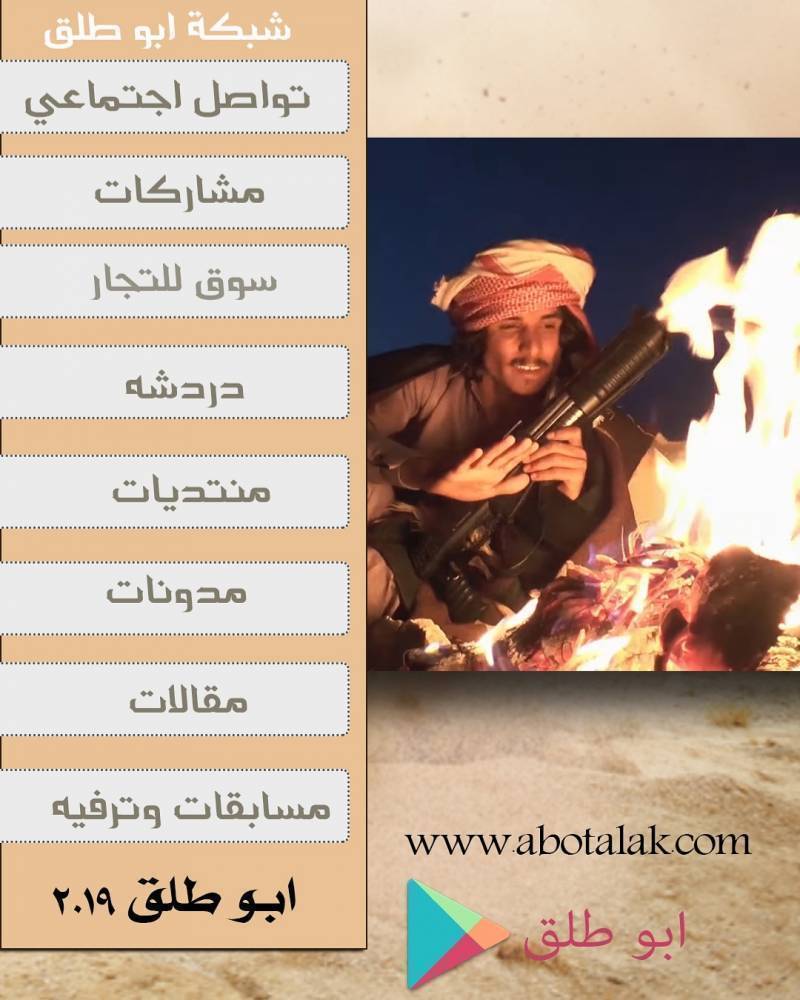 شبكة ابو طلق
تواصل اجتماعي
مشاركات
سوق للتجار
دردشه
منتديات
مدونات
مقالات
مسابقات وترفيه
ابو طلق ٢٠١٩
www.abotalak.com
ابو طلق